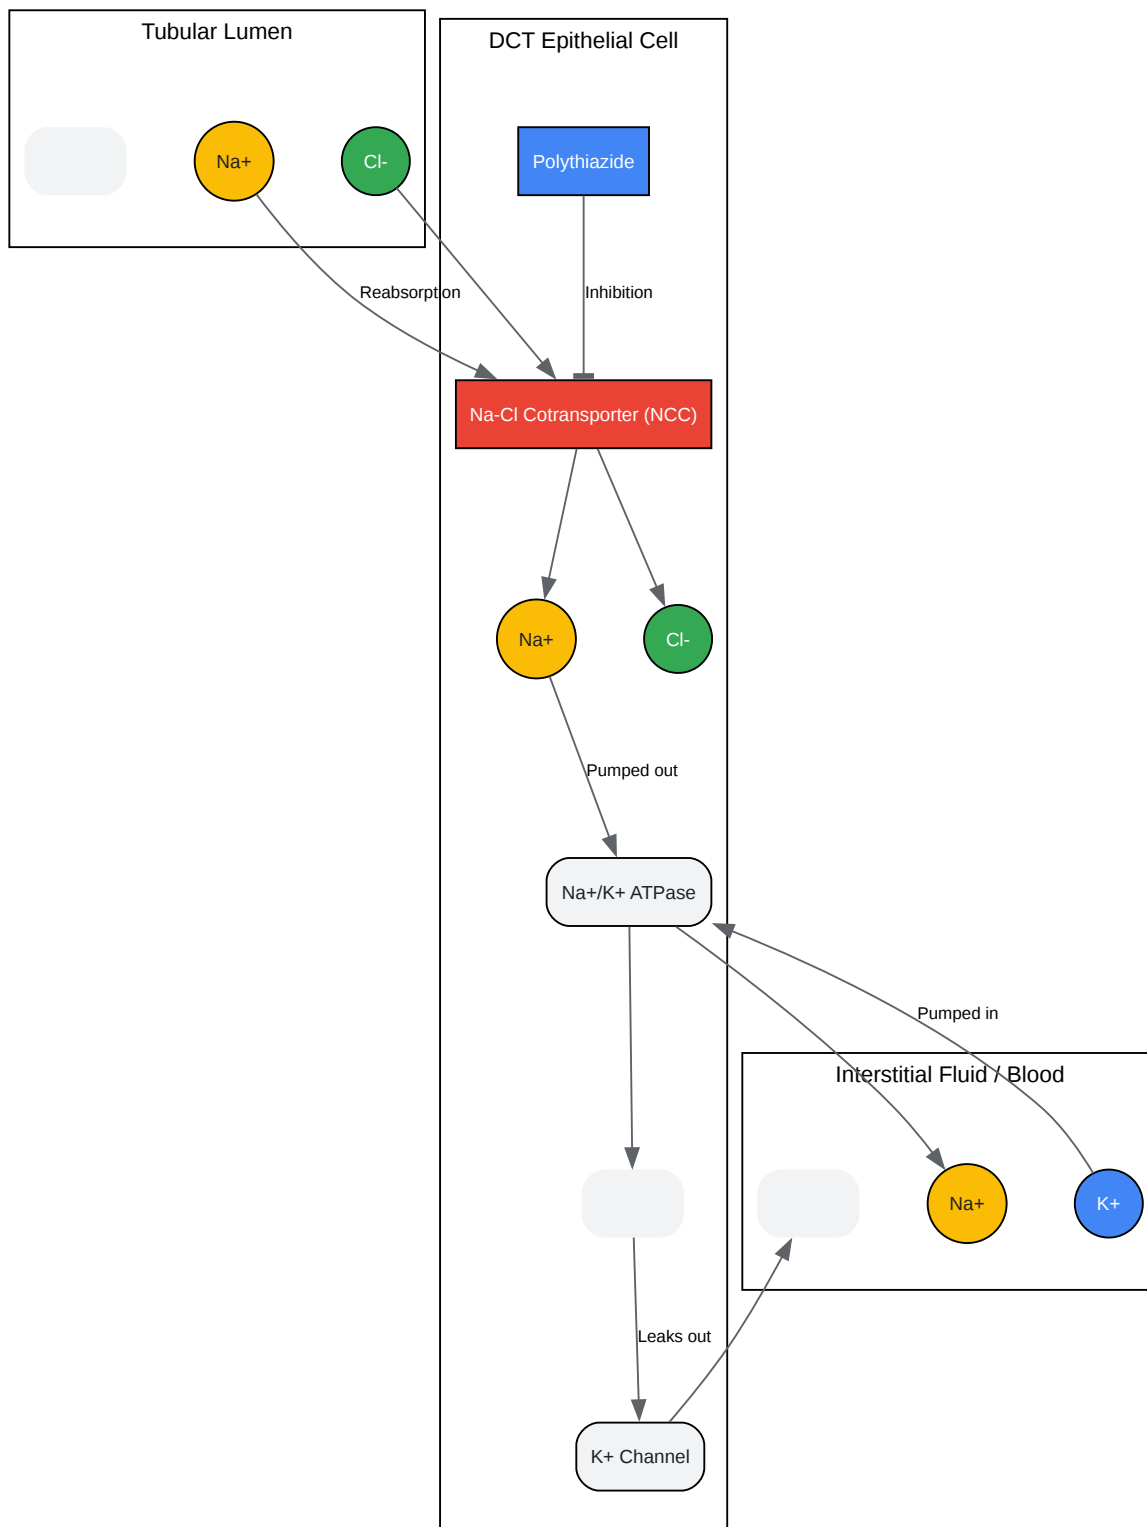 Tubular Lumen
DCT Epithelial Cell
Na+
Cl-
Polythiazide
Reabsorption
Inhibition
Na-Cl Cotransporter (NCC)
Na+
Cl-
Pumped out
Na+/K+ ATPase
Pumped in
Interstitial Fluid / Blood
Na+
K+
Leaks out
K+ Channel